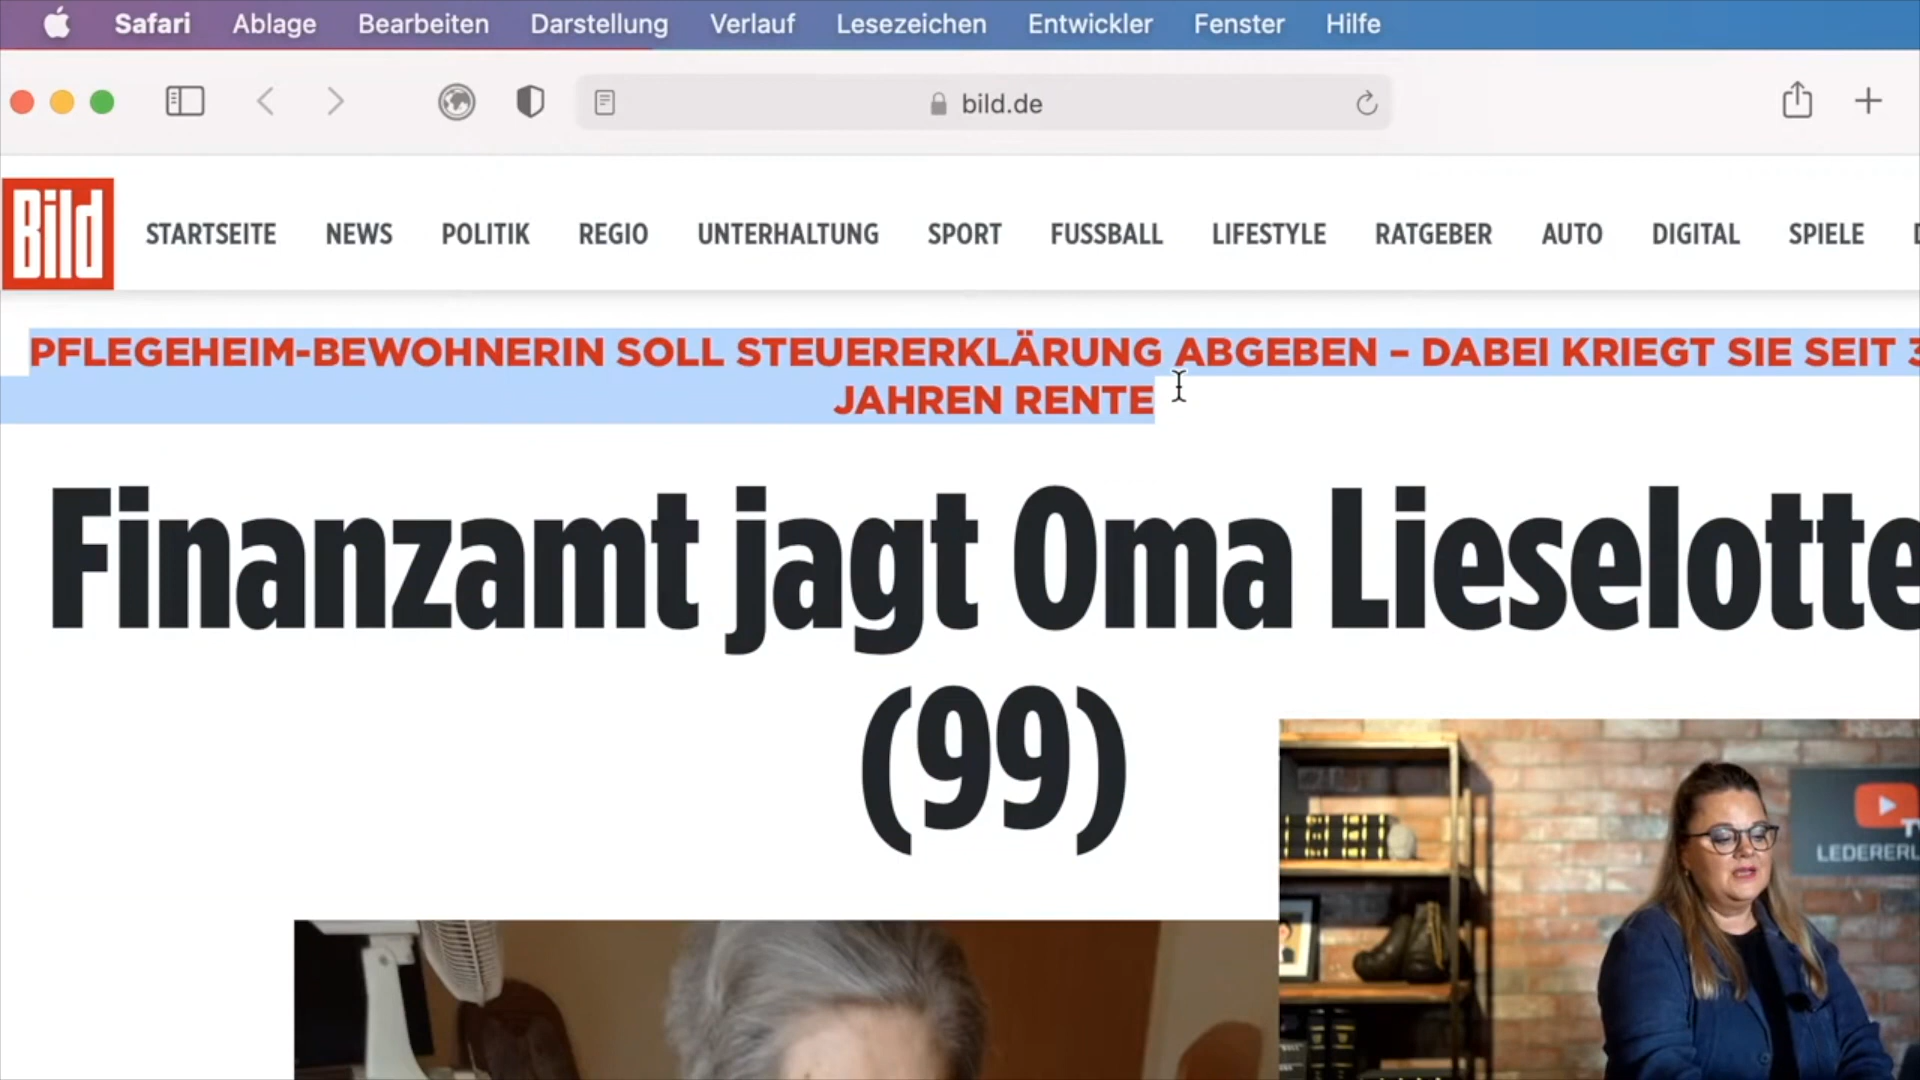 Safari Ablage Bearbeiten Darstellung Verlauf Lesezeichen Entwickler Fenster Hilfe
bild.de
Bild
STARTSEITE NEWS POLITIK REGIO UNTERHALTUNG SPORT FUSSBALL LIFESTYLE RATGEBER AUTO DIGITAL SPIELE
PFLEGEHEIM-BEWOHNERIN SOLL STEUERERKLÄRUNG ABGEBEN – DABEI KRIEGT SIE SEIT
JAHREN RENTE
Finanzamt jagt Oma Lieselotte
(99)